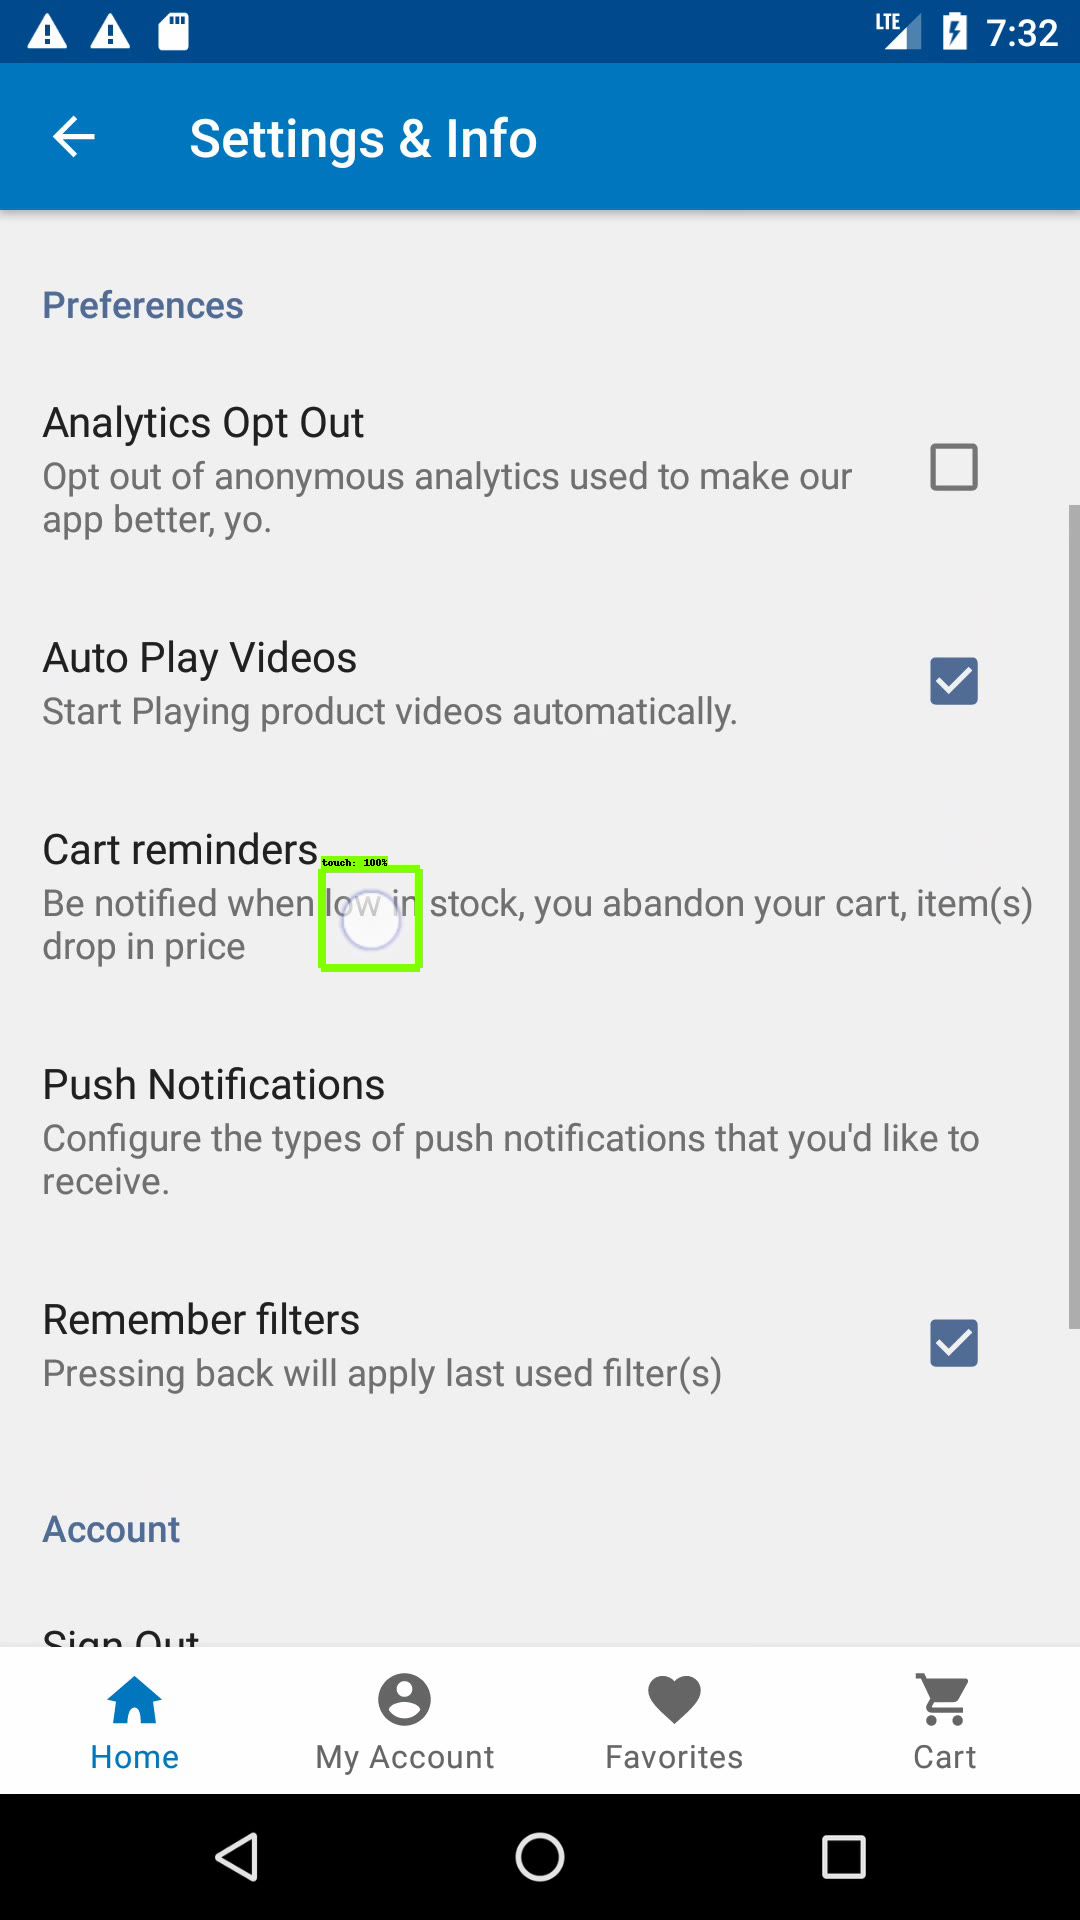 LTE 7:32
Settings & Info
Preferences
Analytics Opt Out
Opt out of anonymous analytics used to make our
app better, yo.
Auto Play Videos
Start Playing product videos automatically.
Cart reminders
touch: 100%
Be notified when low in stock, you abandon your cart, item(s)
drop in price
Push Notifications
Configure the types of push notifications that you'd like to
receive.
Remember filters
Pressing back will apply last used filter(s)
Account
Sign Out
Home
My Account
Favorites
Cart